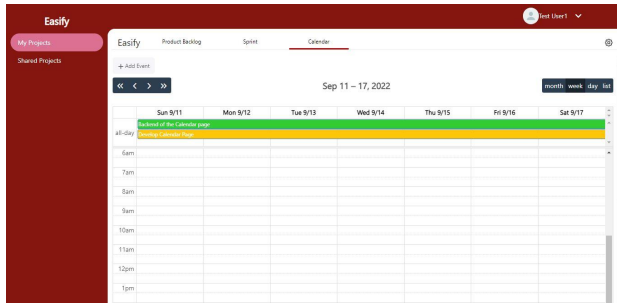 Easify
Test User1
My Projects
Shared Projects
Easify Product Backlog Sprint Calendar
+ Add Event
Sep 11 – 17, 2022
month week day list
Sun 9/11 Mon 9/12 Tue 9/13 Wed 9/14 Thu 9/15 Fri 9/16 Sat 9/17
all-day
Backend of the Calendar page
Develop Calendar Page
6am
7am
8am
9am
10am
11am
12pm
1pm